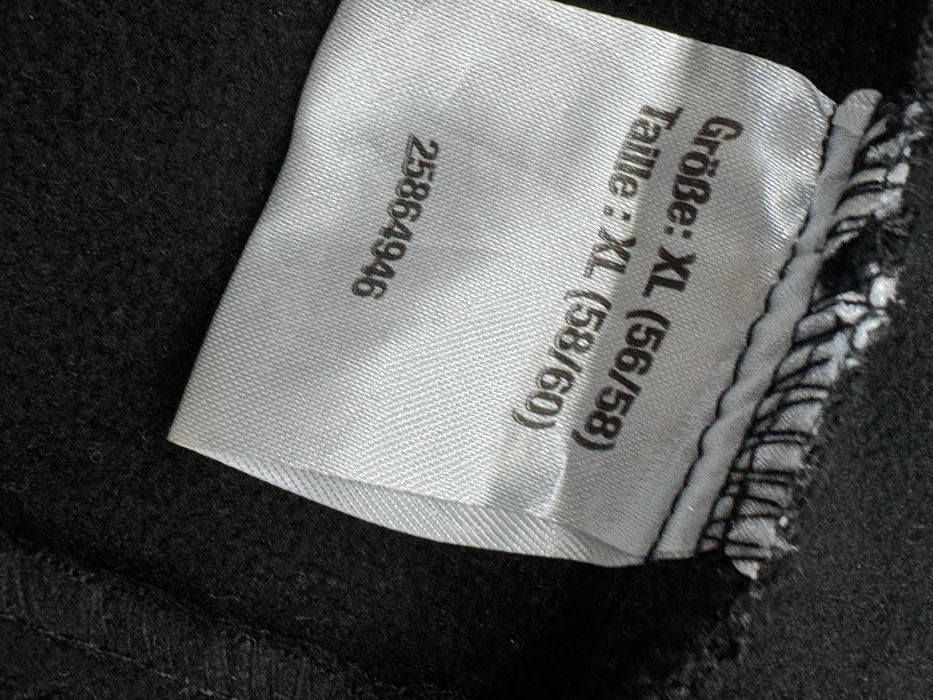 Größe: XL (56/58)
Taille : XL (58/60)
25864946